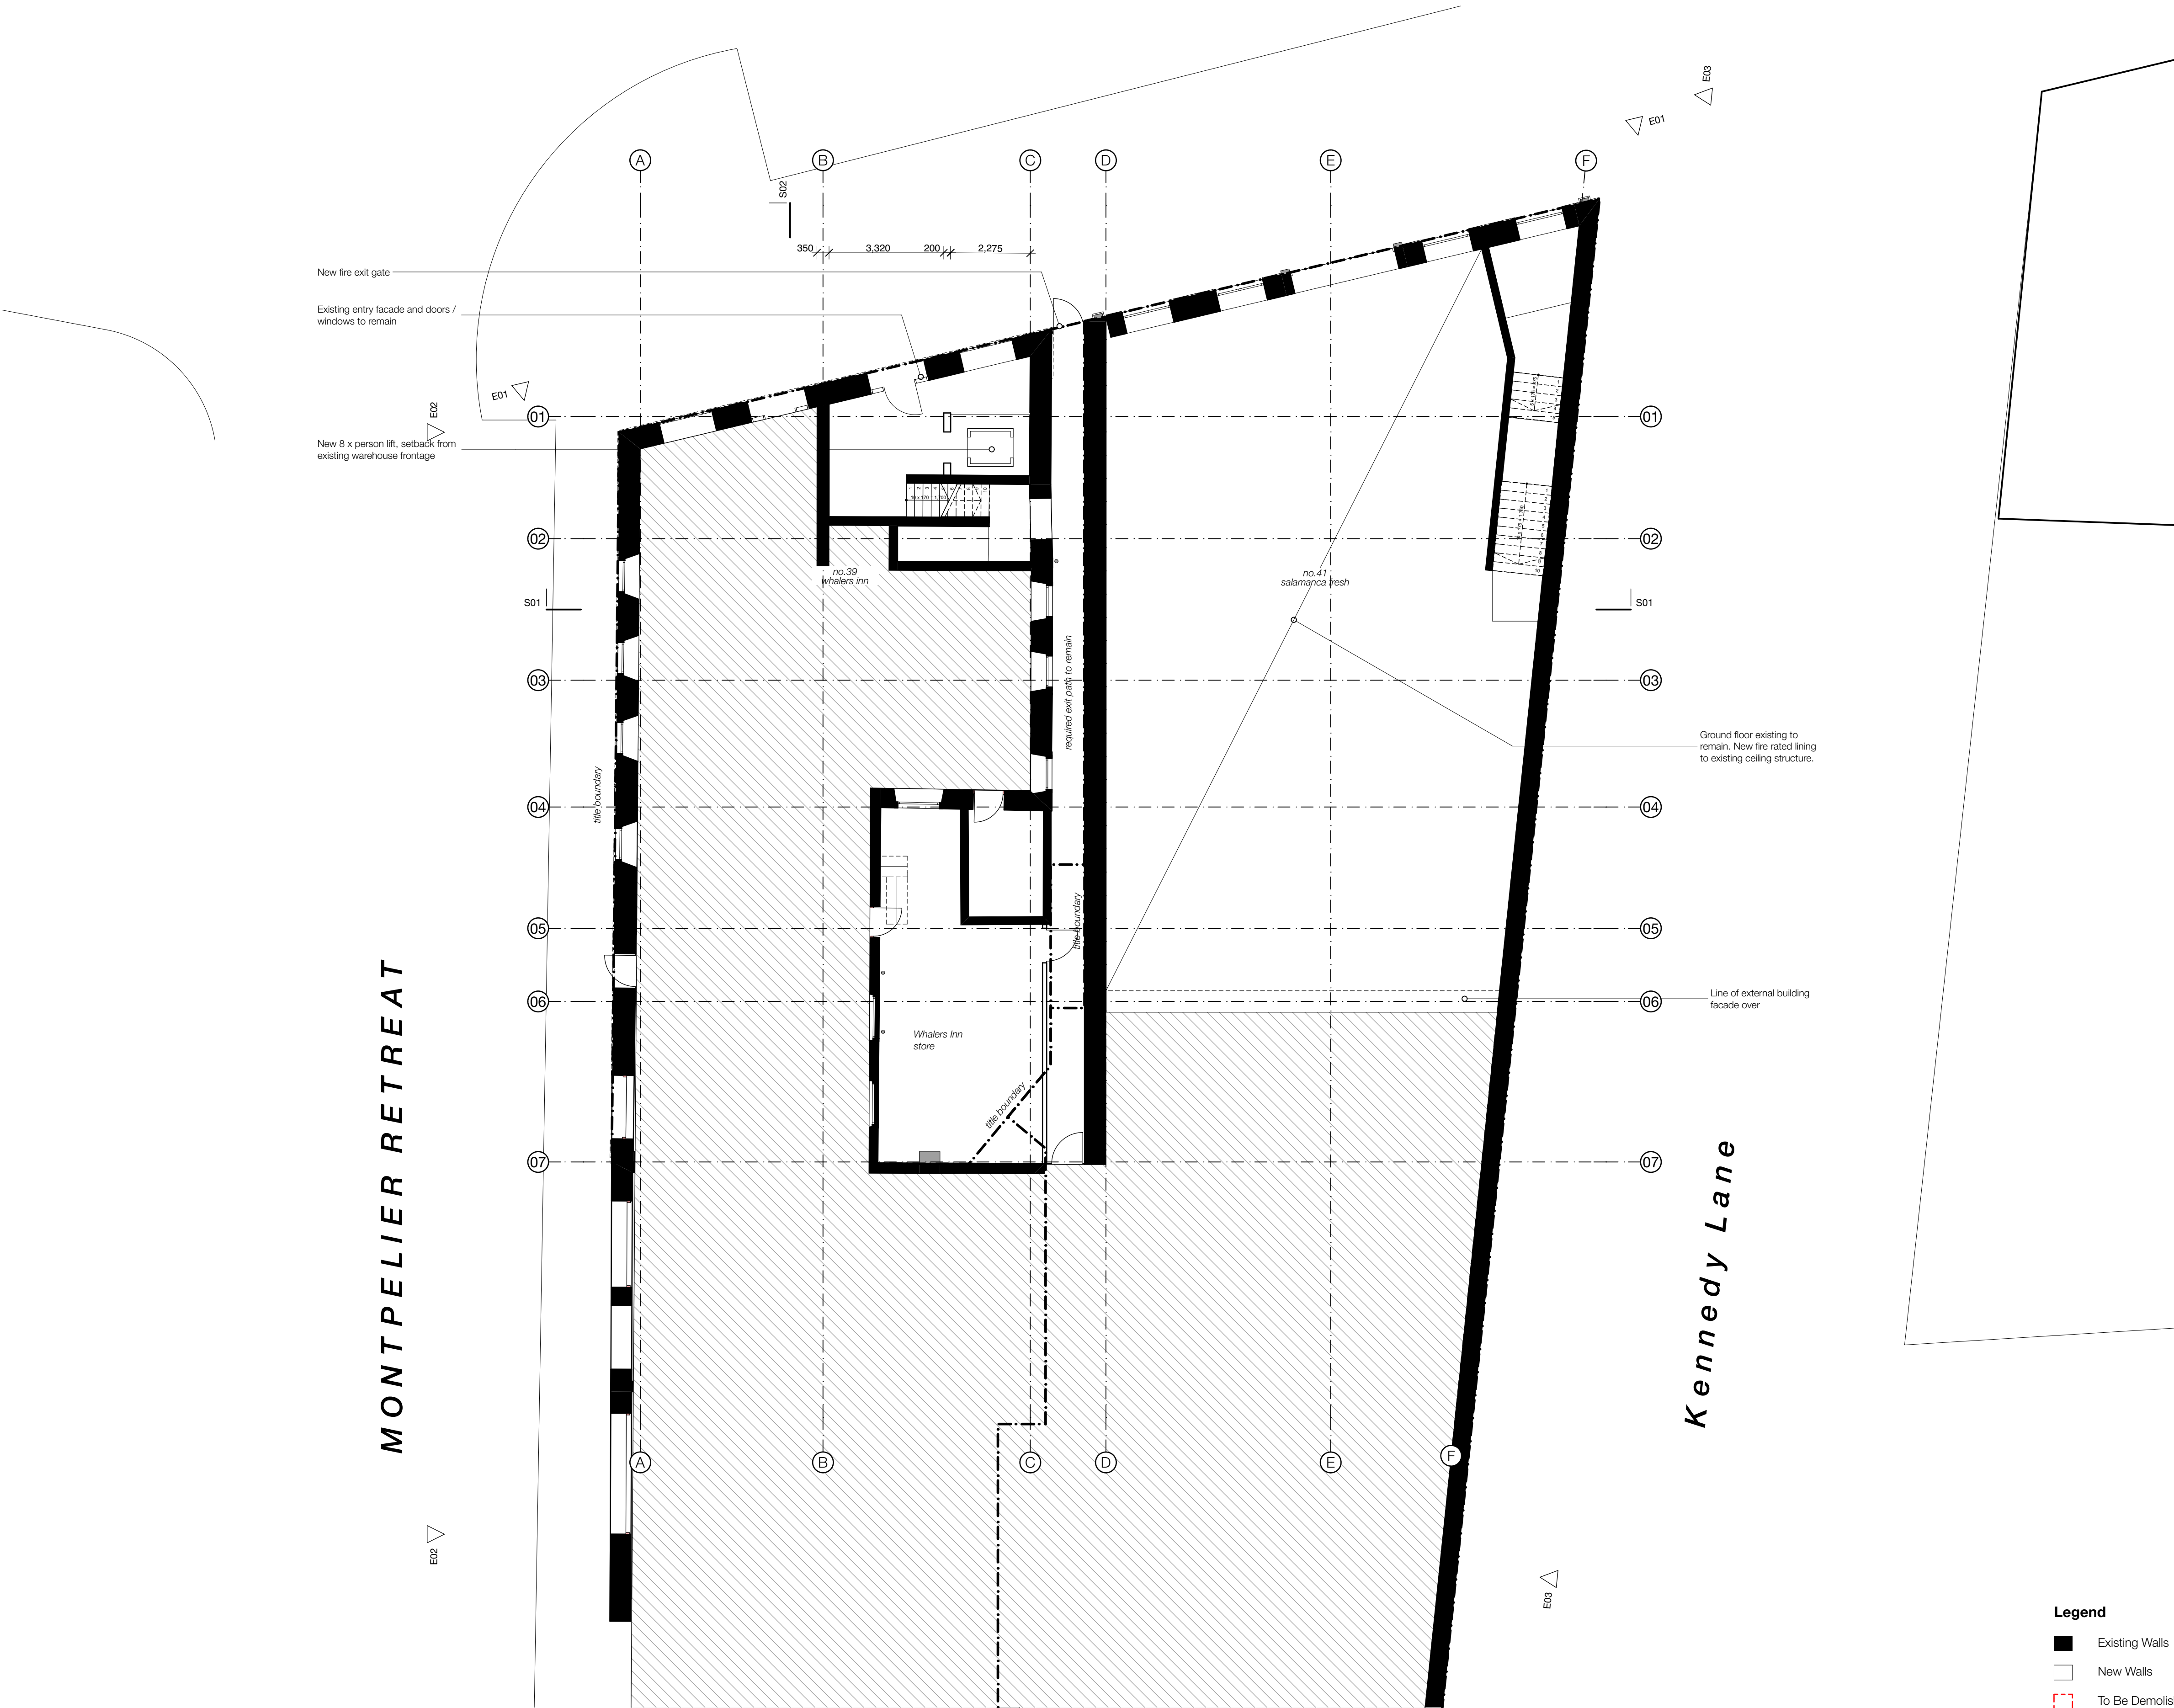 E03
E01
A
B
C
D
E
F
S02
350
3,320
200
2,275
New fire exit gate
Existing entry facade and doors /
windows to remain
E01
E02
01
01
New 8 x person lift, setback from
existing warehouse frontage
02
02
no.39
whalers inn
no.41
salamanca fresh
S01
S01
required exit path to remain
03
03
Ground floor existing to
remain. New fire rated lining
to existing ceiling structure.
title boundary
04
04
title boundary
05
05
06
06
Line of external building
facade over
Whalers Inn
store
title boundary
07
07
MONTPELIER RETREAT
Kennedy Lane
A
B
C
D
E
F
E02
E03
Legend
Existing Walls
New Walls
To Be Demolis